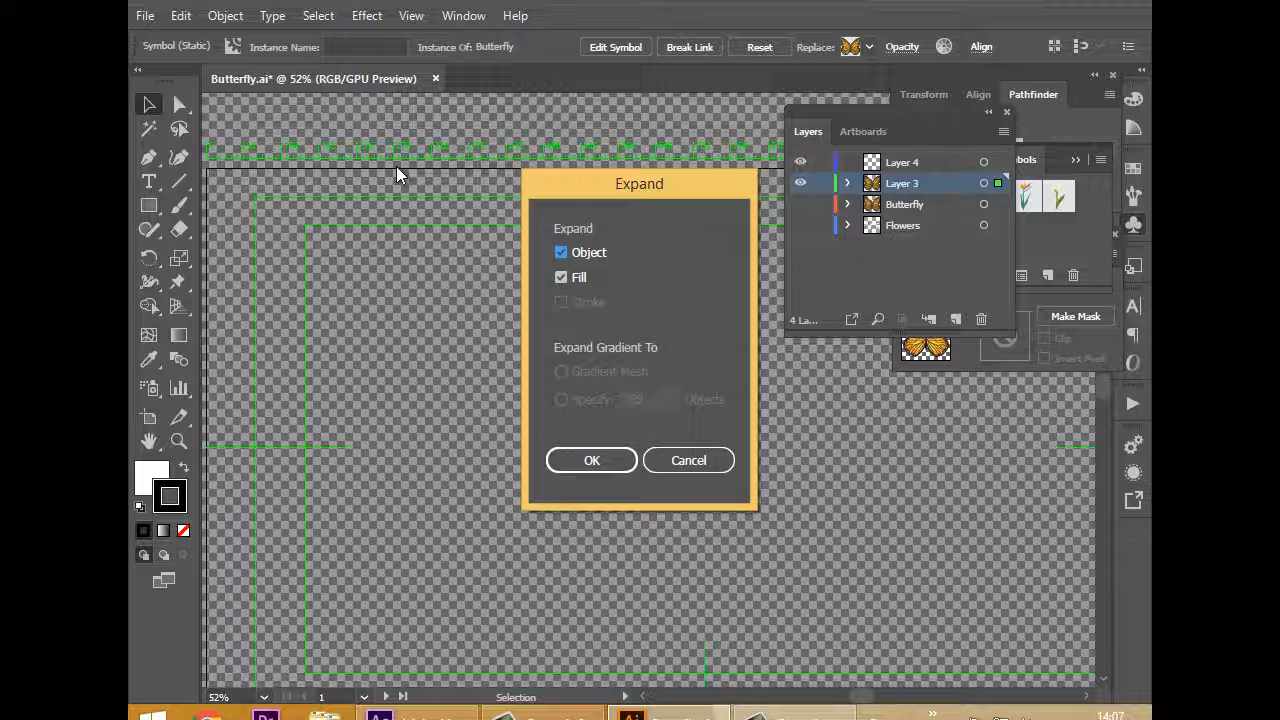 File Edit Object Type Select Effect View Window Help
Symbol (Static) Instance Name: Instance Of: Butterfly Edit Symbol Break Link Reset Replace: Opacity Align
Butterfly.ai* @ 52% (RGB/GPU Preview)
Transform Align Pathfinder
Layers Artboards
Layer 4
Layer 3
Butterfly
Flowers
4 La...
Make Mask
Clip
Invert Mask
Expand
Expand
Object
Fill
Stroke
Expand Gradient To
Gradient Mesh
Objects
OK Cancel
52% 1 Selection
14:07